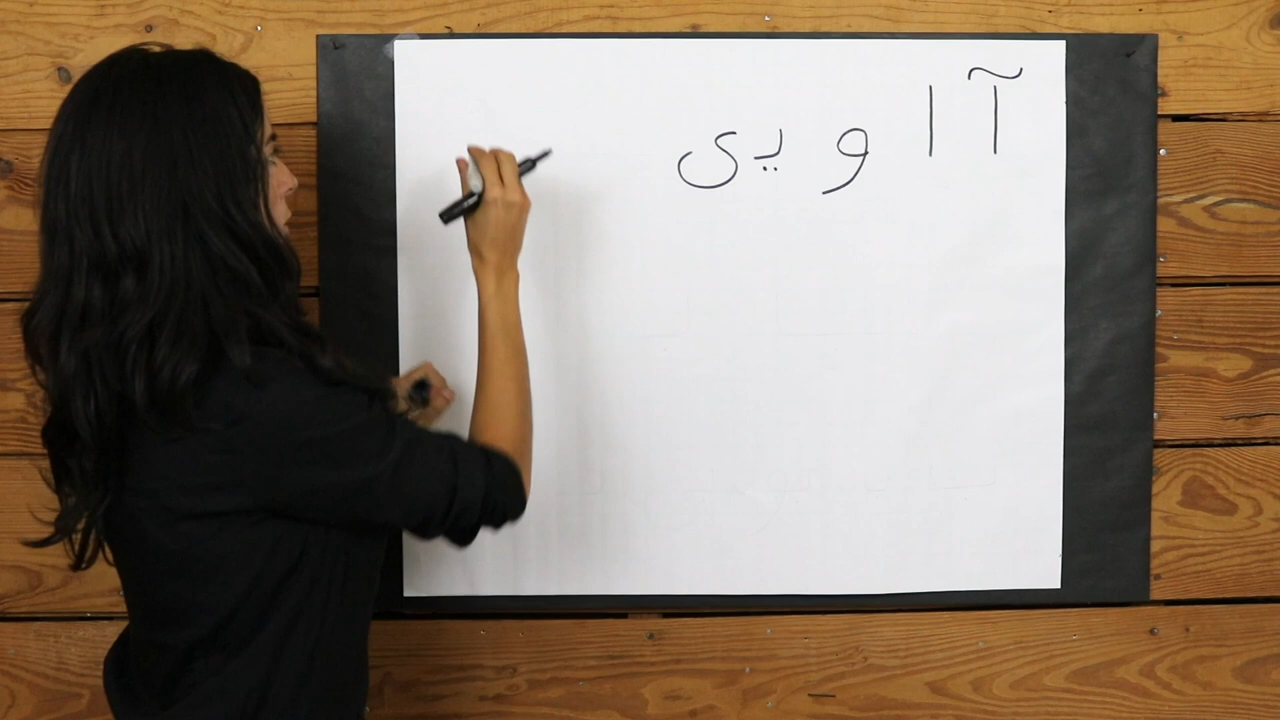 آ ا و یـ ی